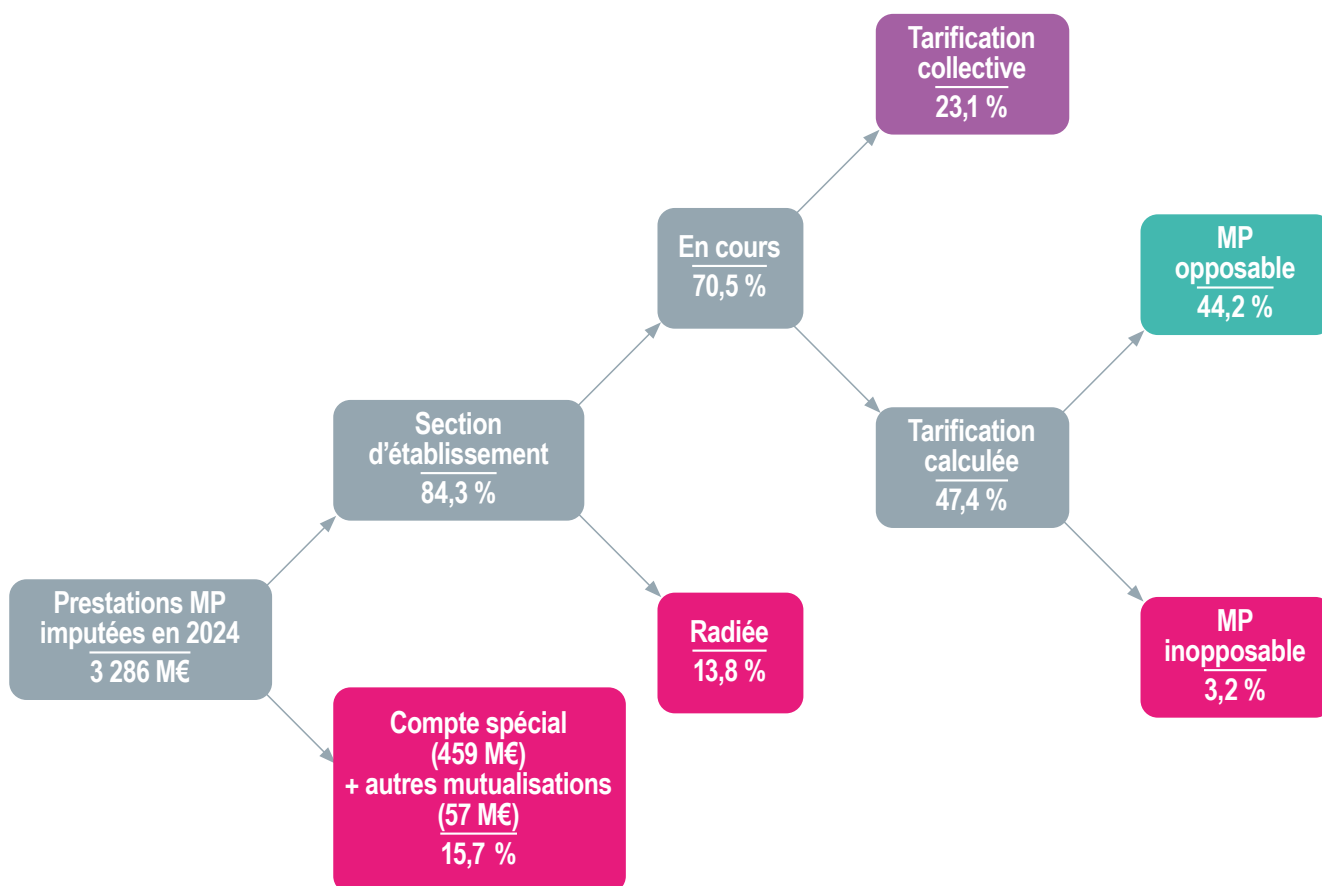 Tarification
collective
23,1 %
En cours
70,5 %
MP
opposable
44,2 %
Section
d'établissement
84,3 %
Tarification
calculée
47,4 %
Prestations MP
imputées en 2024
3 286 M€
Radiée
13,8 %
MP
inopposable
3,2 %
Compte spécial
(459 M€)
+ autres mutualisations
(57 M€)
15,7 %